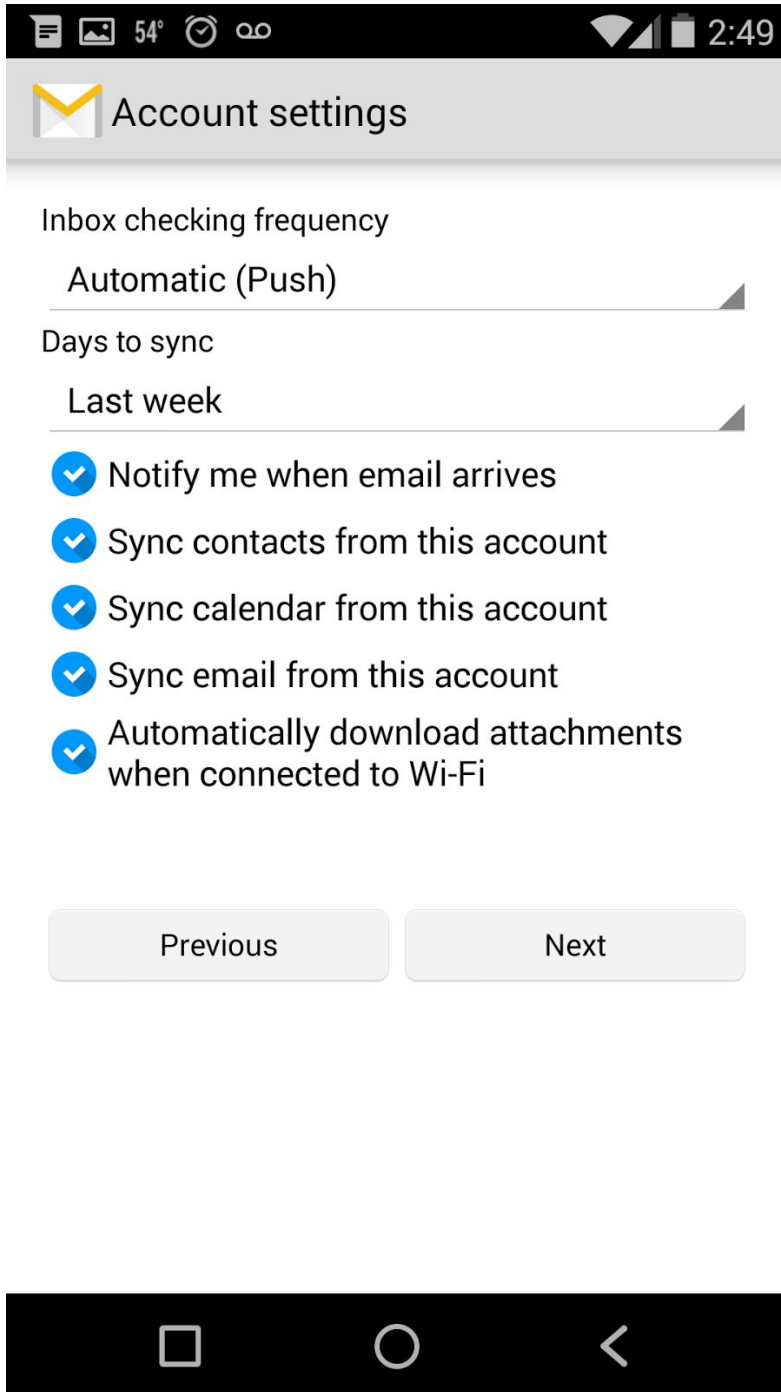 54° 2:49
Account settings
Inbox checking frequency
Automatic (Push)
Days to sync
Last week
Notify me when email arrives
Sync contacts from this account
Sync calendar from this account
Sync email from this account
Automatically download attachments
when connected to Wi-Fi
Previous Next